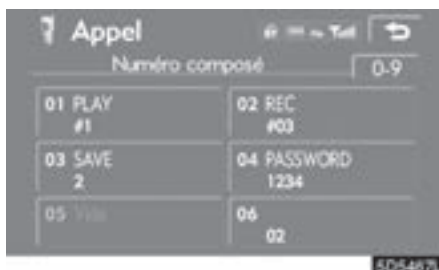 Appel
Numéro composé
0-9
01 PLAY
#1
02 REC
#03
03 SAVE
2
04 PASSWORD
1234
05 Vide
06
02